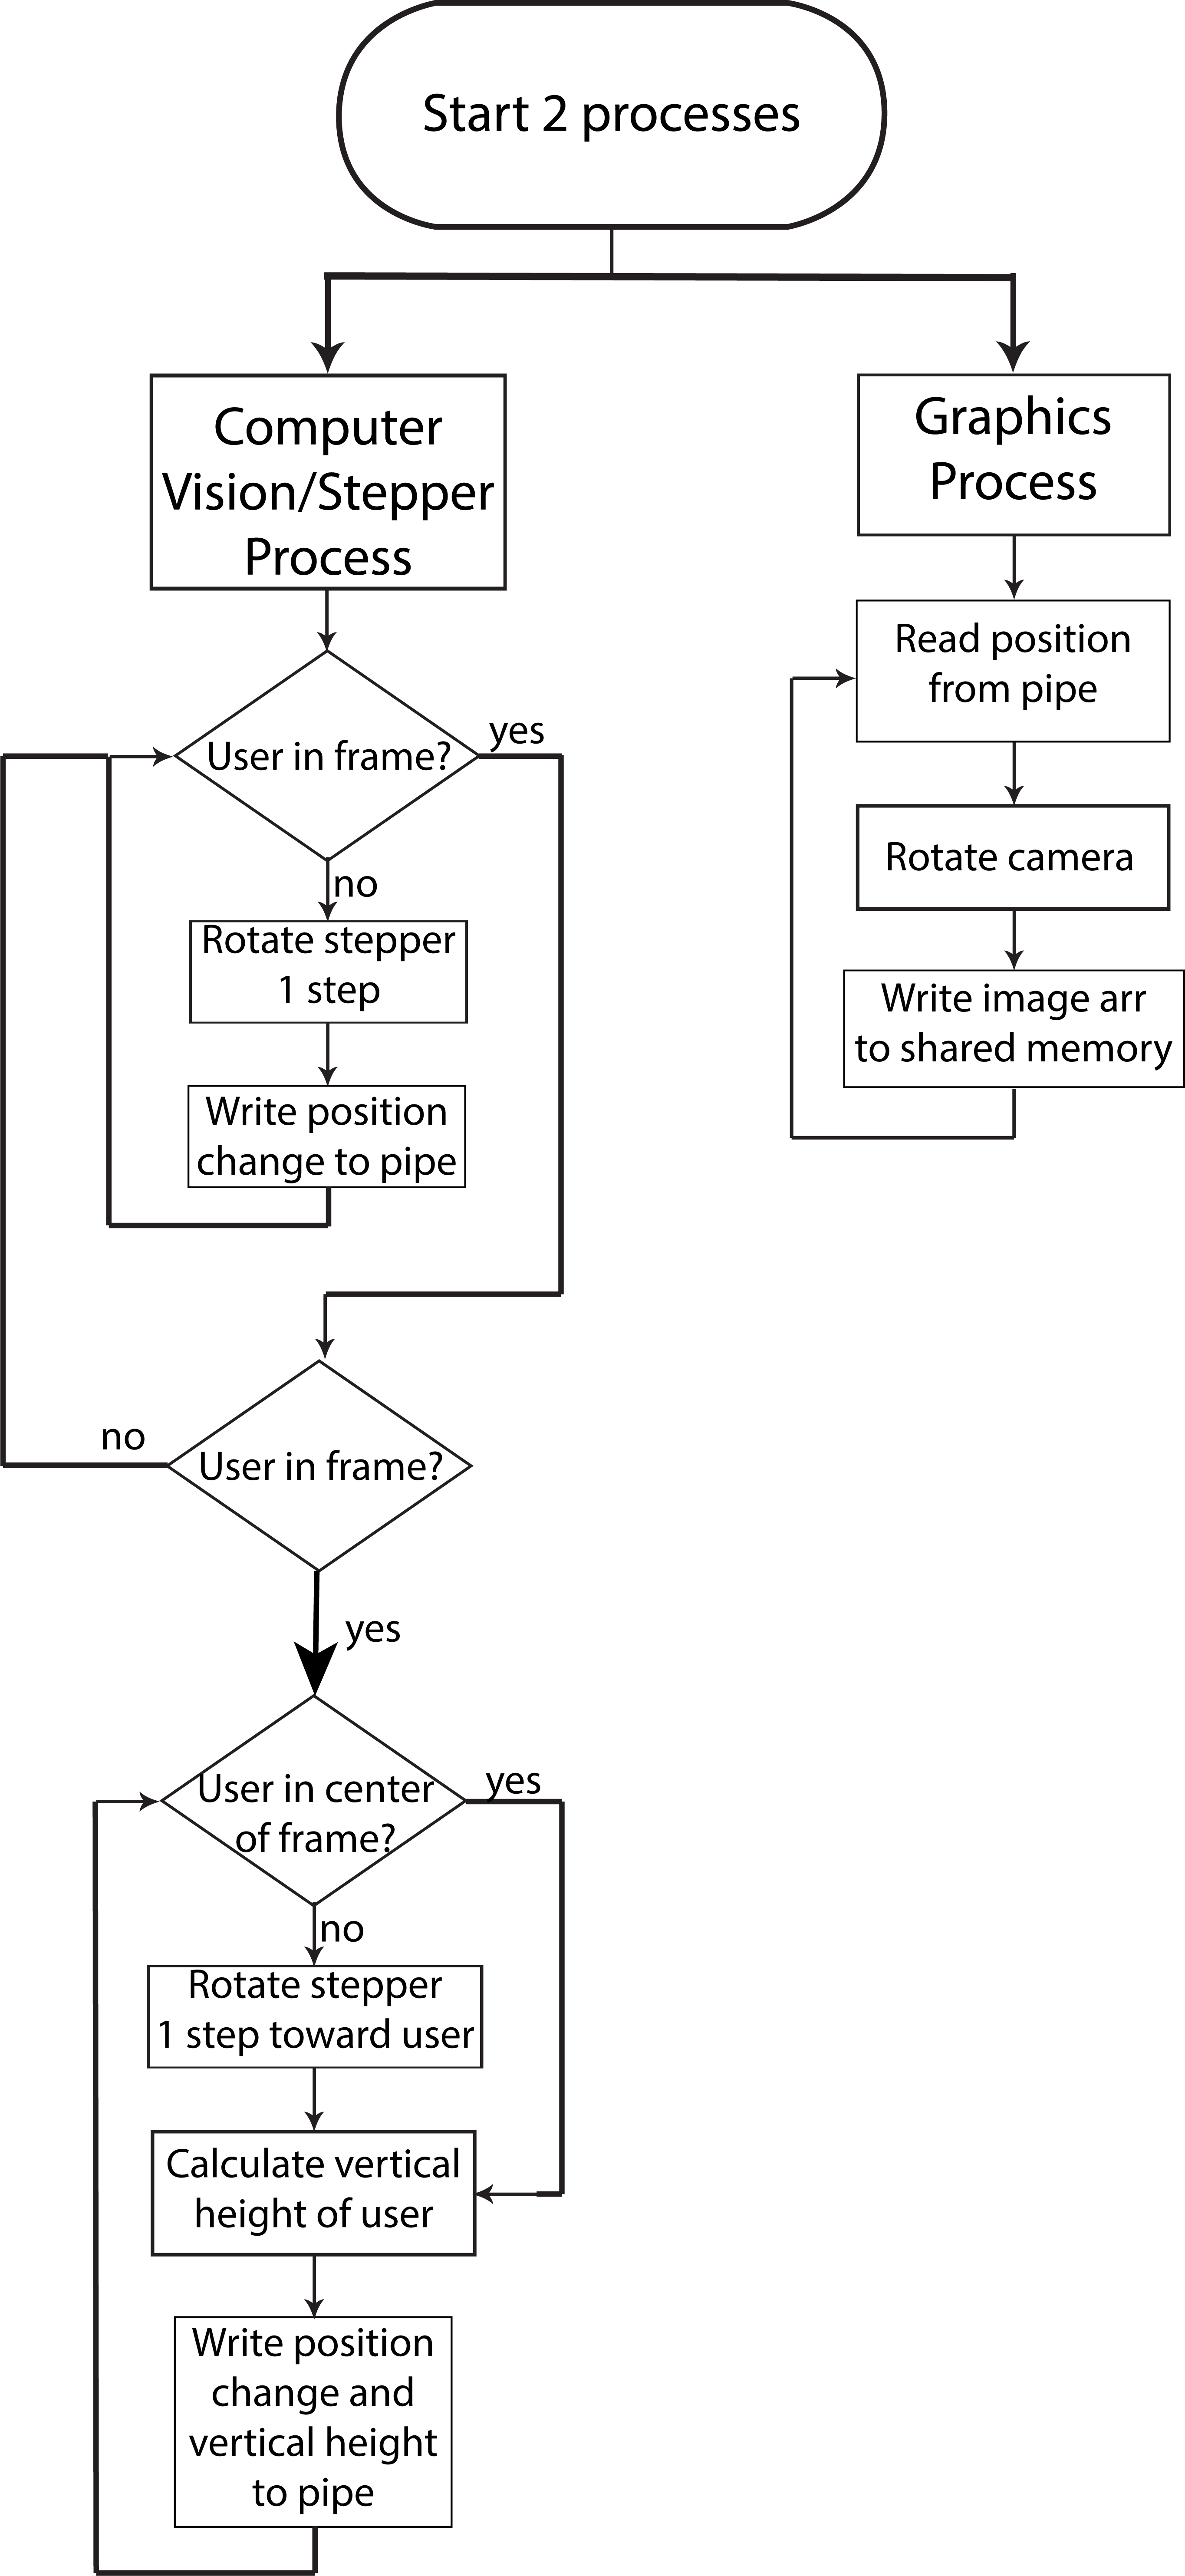 Start 2 processes
Computer
Vision/Stepper
Process
User in frame?
yes
no
Rotate stepper
1 step
Write position
change to pipe
User in frame?
no
yes
User in center
of frame?
yes
no
Rotate stepper
1 step toward user
Calculate vertical
height of user
Write position
change and
vertical height
to pipe
Graphics
Process
Read position
from pipe
Rotate camera
Write image arr
to shared memory